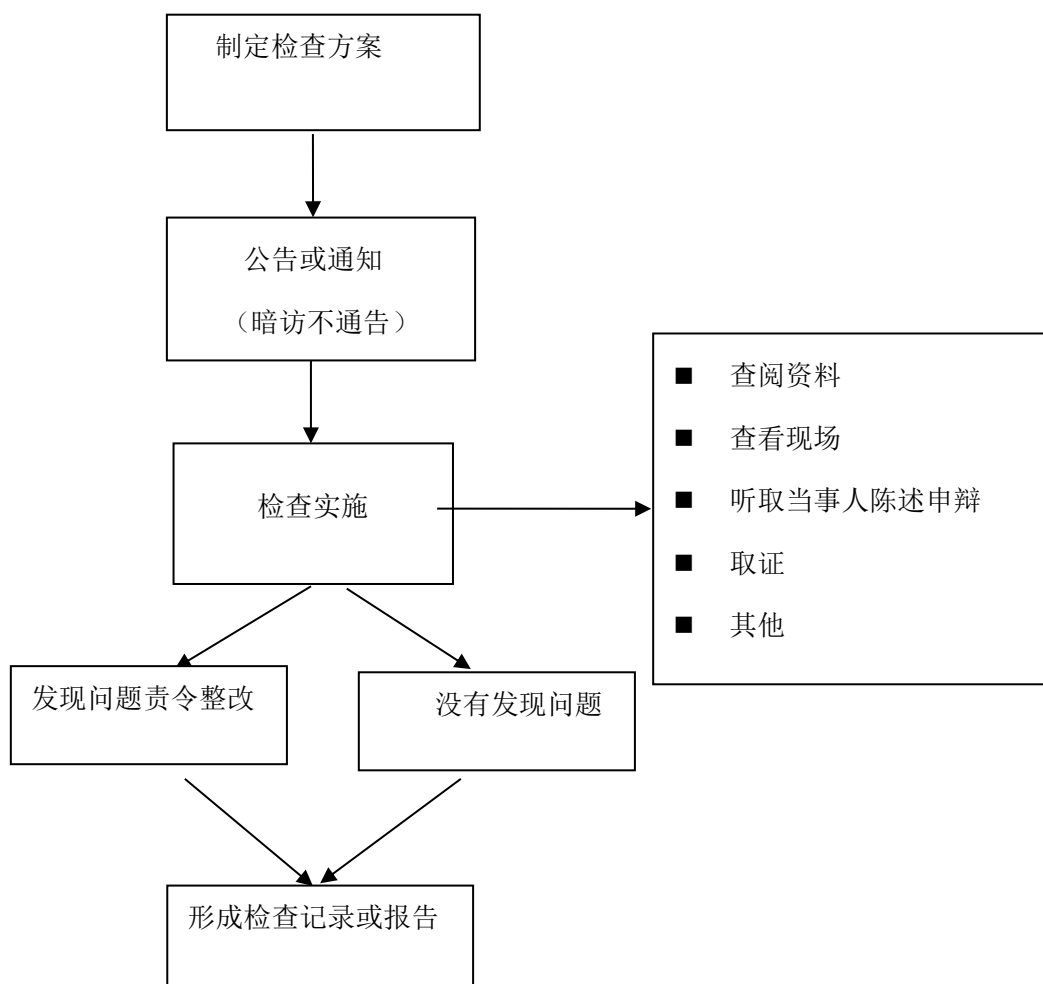 制定检查方案
公告或通知
（暗访不通告）
检查实施
■ 查阅资料
■ 查看现场
■ 听取当事人陈述申辩
■ 取证
■ 其他
发现问题责令整改
没有发现问题
形成检查记录或报告